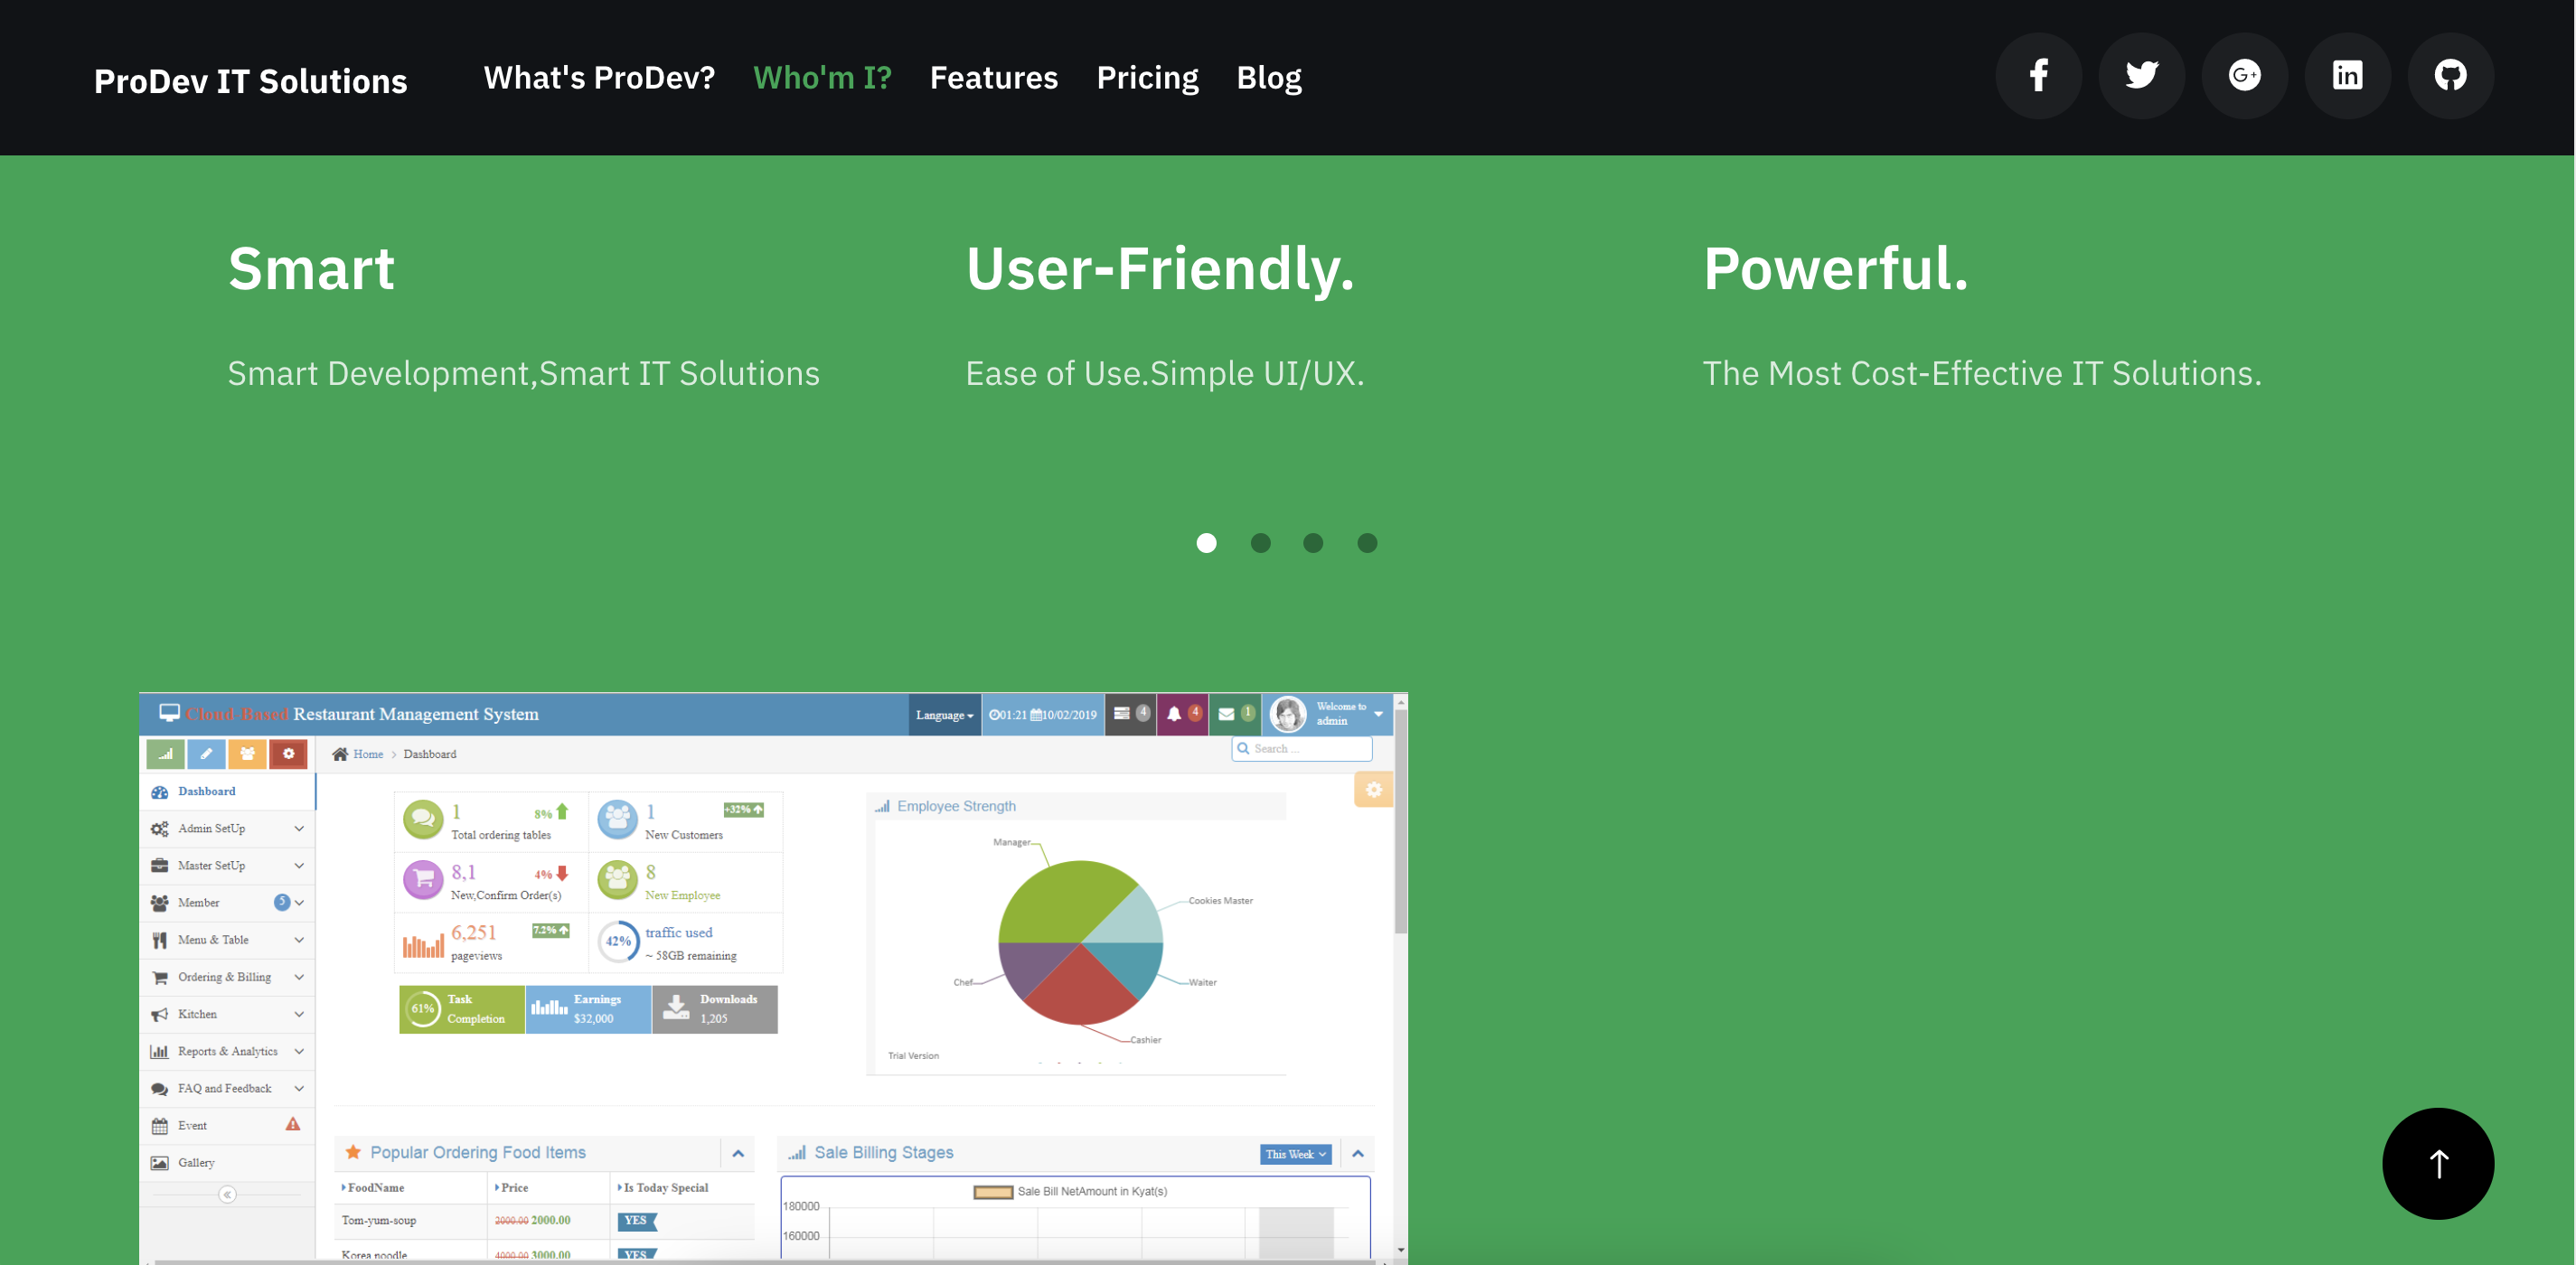 ProDev IT Solutions
What's ProDev? Who'm I? Features Pricing Blog
Smart
Smart Development,Smart IT Solutions
User-Friendly.
Ease of Use.Simple UI/UX.
Powerful.
The Most Cost-Effective IT Solutions.
Cloud-Based Restaurant Management System
Language
01:21 10/02/2019
4
4
1
Welcome to
admin
Home > Dashboard
Search ...
Dashboard
Admin SetUp
Master SetUp
Member 5
Menu & Table
Ordering & Billing
Kitchen
Reports & Analytics
FAQ and Feedback
Event
Gallery
1 8%
Total ordering tables
1 +32%
New Customers
8,1 4%
New,Confirm Order(s)
8
New Employee
6,251 7.2%
pageviews
42% traffic used
~ 58GB remaining
61% Task
Completion
Earnings
$32,000
Downloads
1,205
Employee Strength
Manager
Cookies Master
Chef
Waiter
Cashier
Trial Version
Popular Ordering Food Items
FoodName Price Is Today Special
Tom-yum-soup 2000.00 2000.00 YES
Korea noodle 4000.00 3000.00 YES
Sale Billing Stages
This Week
Sale Bill NetAmount in Kyat(s)
180000
160000